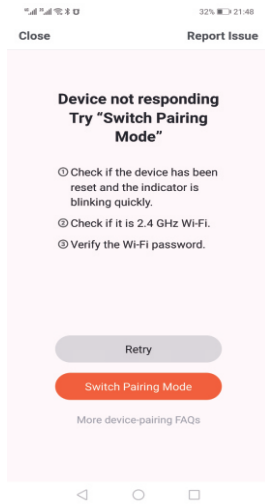 32% 21:48
Close Report Issue
Device not responding
Try “Switch Pairing
Mode”
① Check if the device has been
reset and the indicator is
blinking quickly.
② Check if it is 2.4 GHz Wi-Fi.
③ Verify the Wi-Fi password.
Retry
Switch Pairing Mode
More device-pairing FAQs